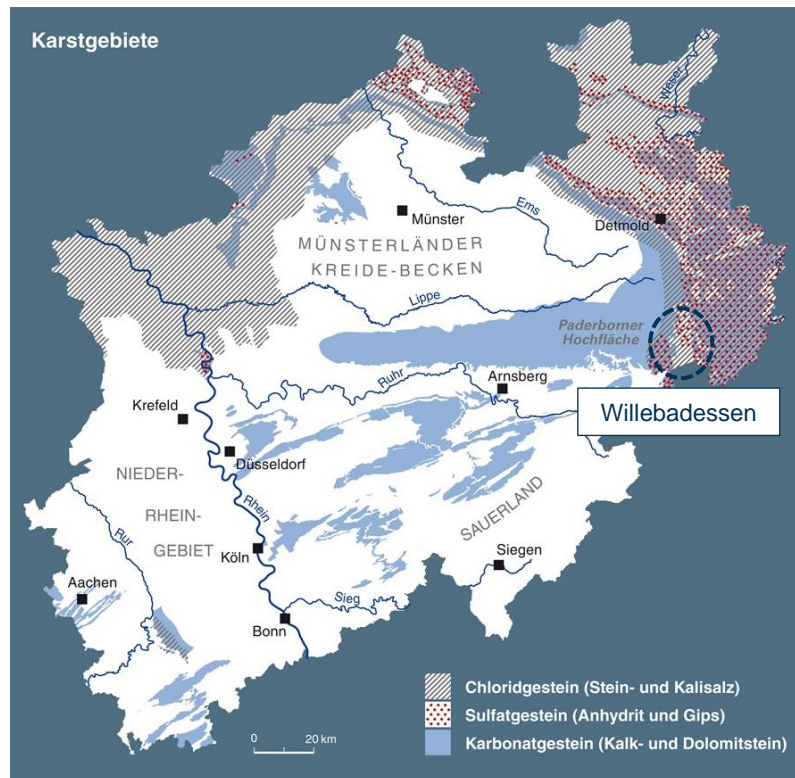 Karstgebiete
Weser
Ems
Münster
Detmold
MÜNSTERLÄNDER
KREIDE-BECKEN
Lippe
Paderborner
Hochfläche
Ruhr
Arnsberg
Krefeld
Willebadessen
Düsseldorf
NIEDER-
RHEIN-
GEBIET
Rhein
SAUERLAND
Rur
Köln
Siegen
Aachen
Sieg
Bonn
Chloridgestein (Stein- und Kalisalz)
Sulfatgestein (Anhydrit und Gips)
Karbonatgestein (Kalk- und Dolomitstein)
0 20 km